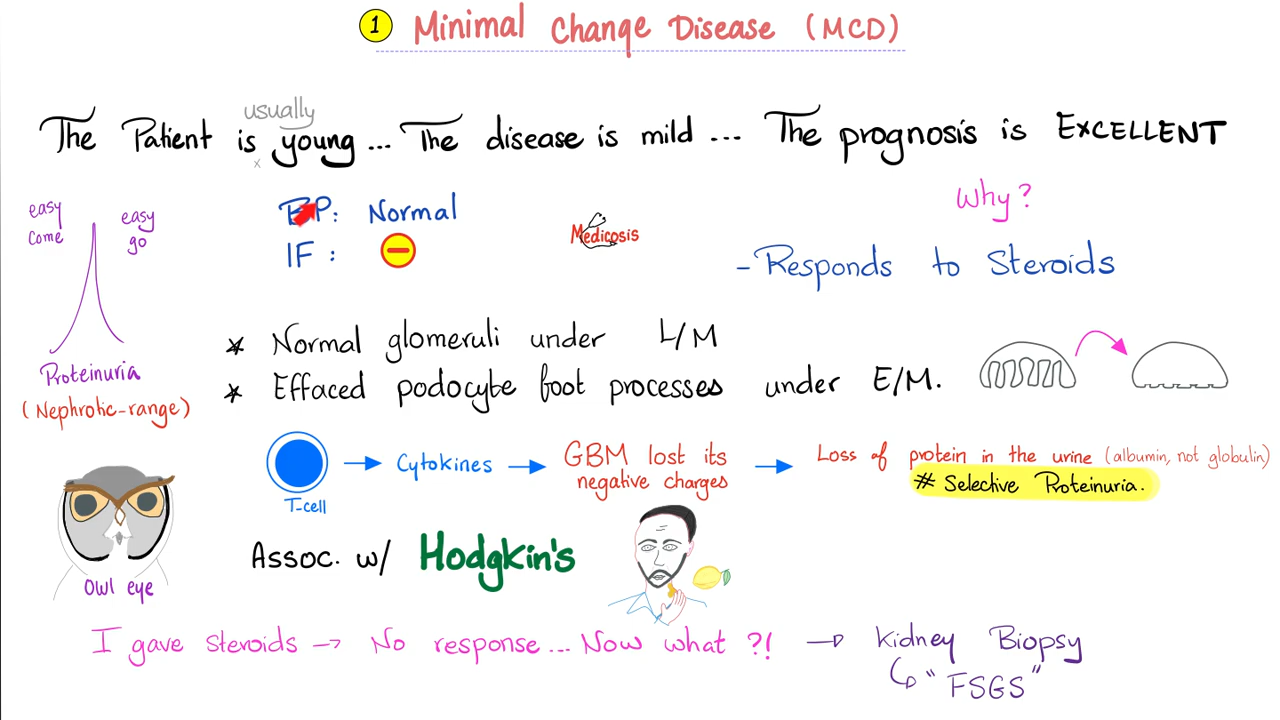 1 Minimal Change Disease (MCD)
usually
The Patient is young... The disease is mild... The prognosis is EXCELLENT
x
easy come
easy go
BP: Normal
IF :
Medicosis
Why?
- Responds to Steroids
Proteinuria
(Nephrotic-range)
* Normal glomeruli under L/M
* Effaced podocyte foot processes under E/M.
T-cell
Cytokines
GBM lost its
negative charges
Loss of protein in the urine (albumin, not globulin)
# Selective Proteinuria.
Owl eye
Assoc. w/ Hodgkin's
I gave steroids → No response... Now what ?! → Kidney Biopsy
↳ "FSGS"